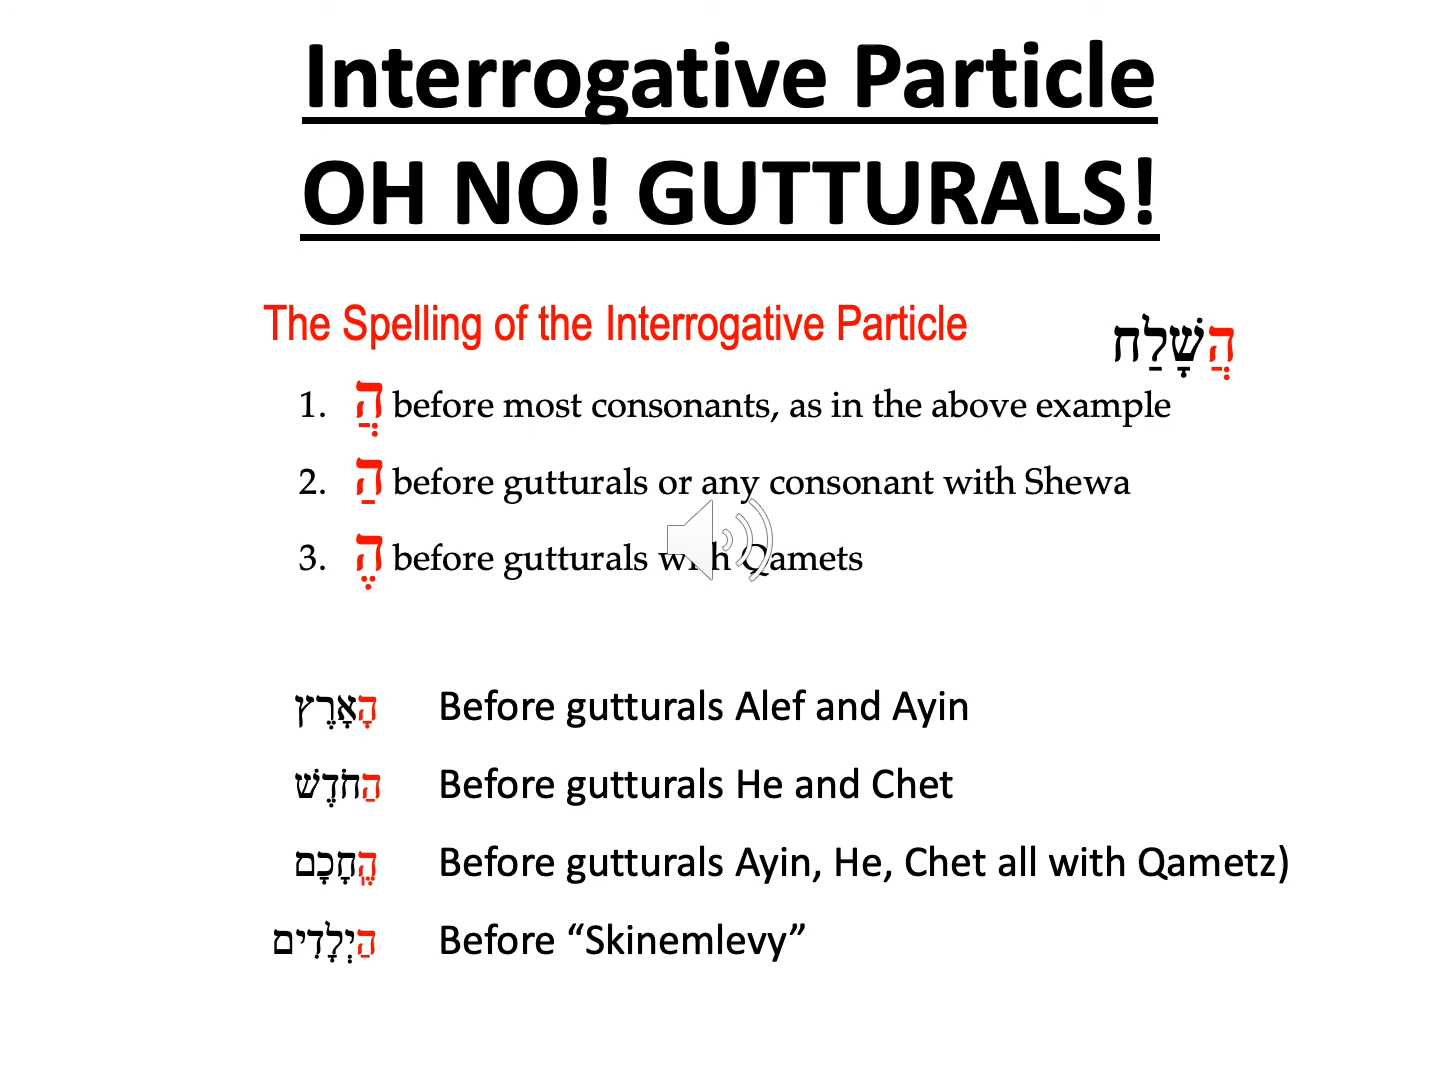 Interrogative Particle
OH NO! GUTTURALS!
The Spelling of the Interrogative Particle
הֲשָׁלַח
1. הֲ before most consonants, as in the above example
2. הַ before gutturals or any consonant with Shewa
3. הֶ before gutturals with Qamets
הָאָרֶץ Before gutturals Alef and Ayin
הַחֹדֶשׁ Before gutturals He and Chet
הֶחָכָם Before gutturals Ayin, He, Chet all with Qametz)
הַיְלָדִים Before “Skinemlevy”